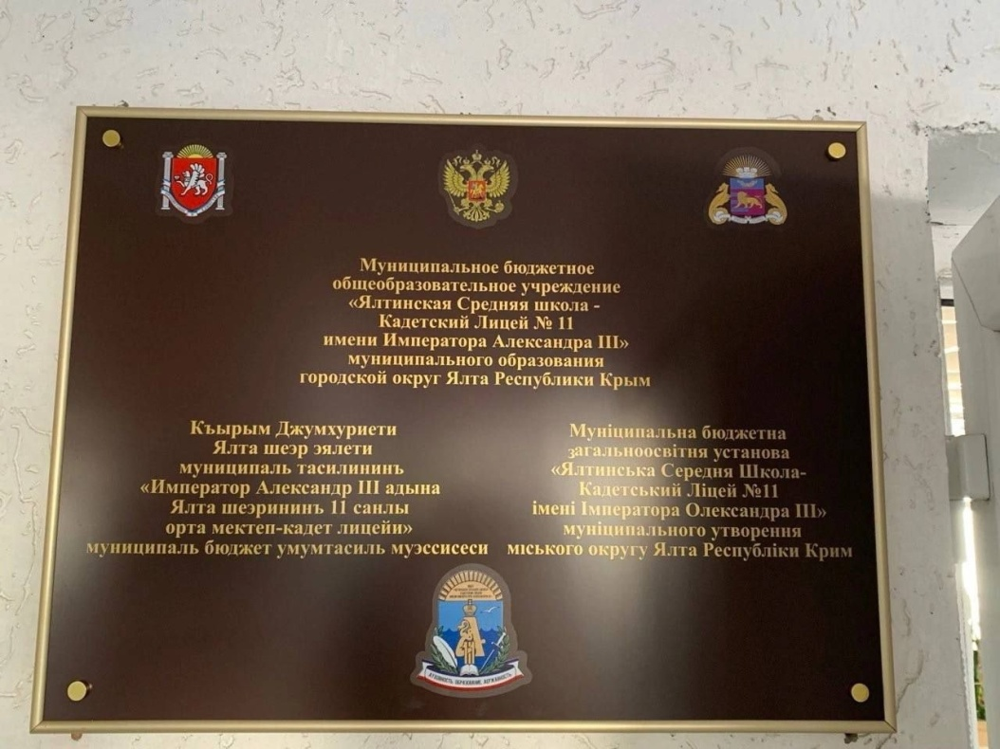 Муниципальное бюджетное
общеобразовательное учреждение
«Ялтинская Средняя школа -
Кадетский Лицей № 11
имени Императора Александра III»
муниципального образования
городской округ Ялта Республики Крым
Къырым Джумхуриети
Ялта шеэр эялети
муниципаль тасилининъ
«Император Александр III адына
Ялта шеэрининъ 11 санлы
орта мектеп-кадет лицейи»
муниципаль бюджет умумтасиль муэссисеси
Муніципальна бюджетна
загальноосвітня установа
«Ялтинська Середня Школа-
Кадетський Ліцей №11
імені Імператора Олександра III»
муніципального утворення
міського округу Ялта Республіки Крим
ДУХОВНОСТЬ ОБРАЗОВАНИЕ ДЕРЖАВНОСТЬ